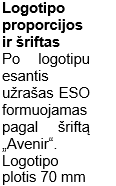 Logotipo
proporcijos
ir šriftas
Po logotipu
esantis
užrašas ESO
formuojamas
pagal šriftą
„Avenir“.
Logotipo
plotis 70 mm